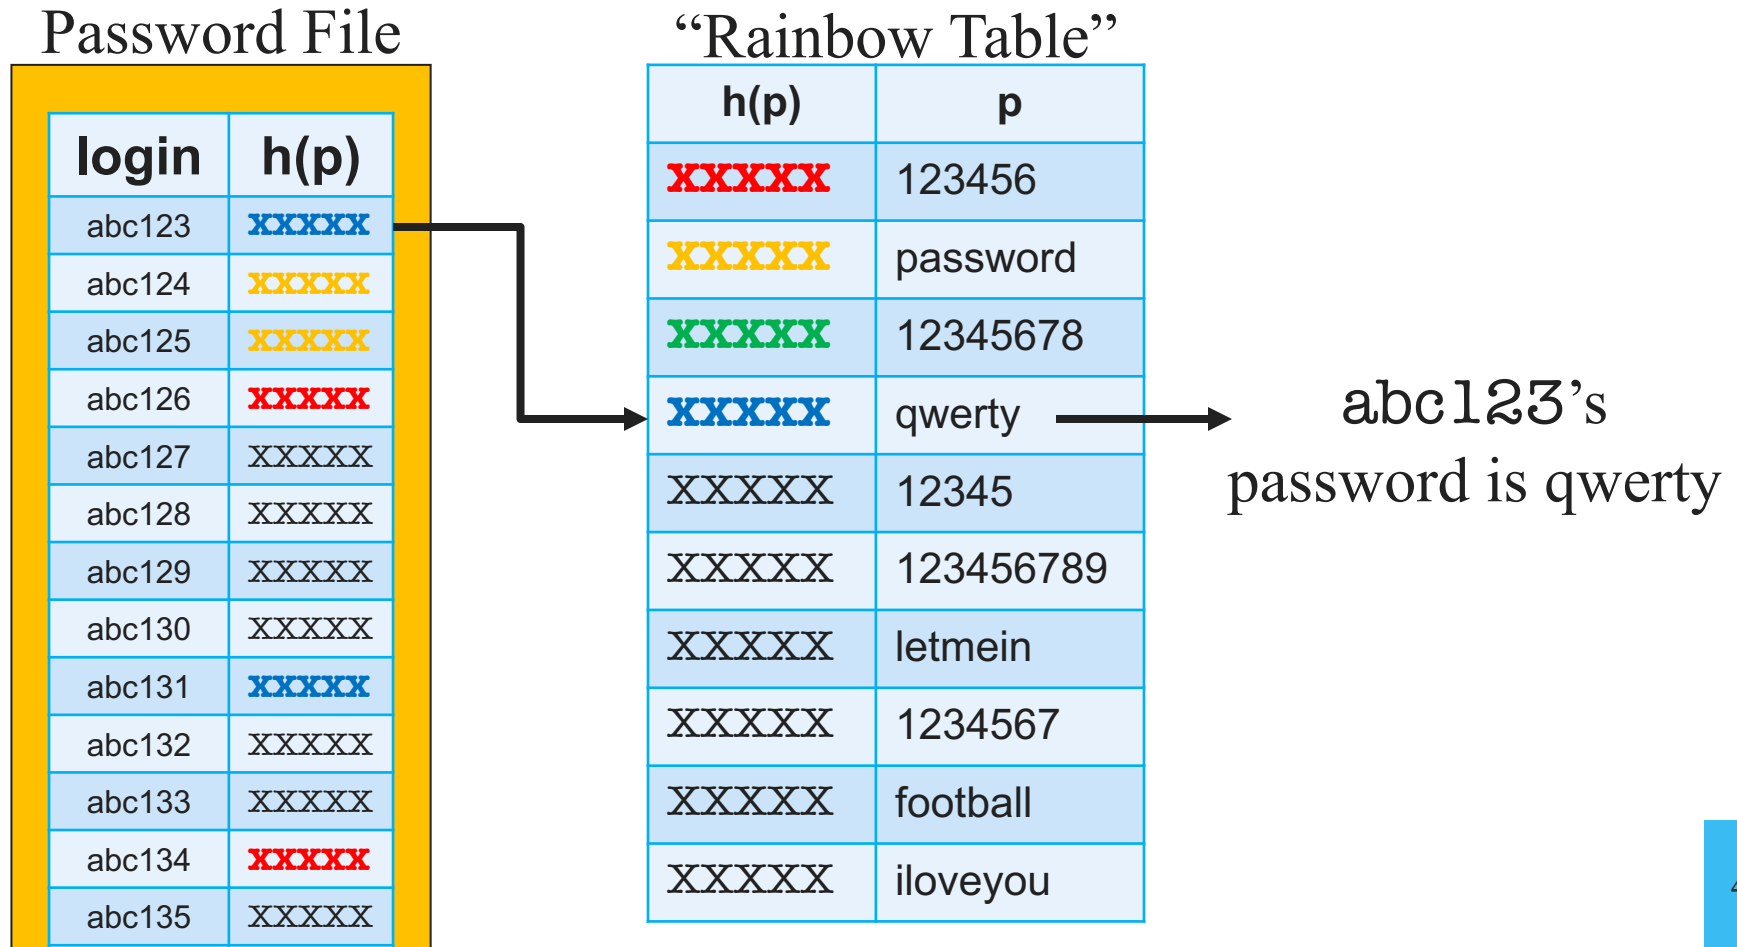 Password File
login h(p)
abc123 XXXXX
abc124 XXXXX
abc125 XXXXX
abc126 XXXXX
abc127 XXXXX
abc128 XXXXX
abc129 XXXXX
abc130 XXXXX
abc131 XXXXX
abc132 XXXXX
abc133 XXXXX
abc134 XXXXX
abc135 XXXXX
“Rainbow Table”
h(p) p
XXXXX 123456
XXXXX password
XXXXX 12345678
XXXXX qwerty
XXXXX 12345
XXXXX 123456789
XXXXX letmein
XXXXX 1234567
XXXXX football
XXXXX iloveyou
abc123’s
password is qwerty